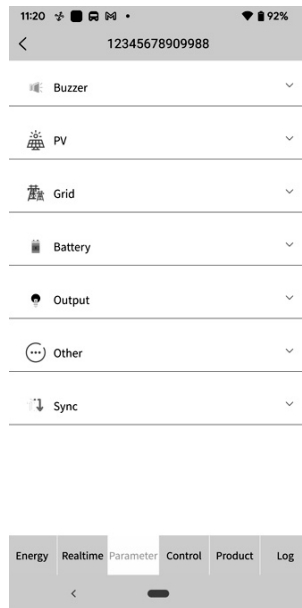 11:20 92%
12345678909988
Buzzer
PV
Grid
Battery
Output
Other
Sync
Energy Realtime Parameter Control Product Log